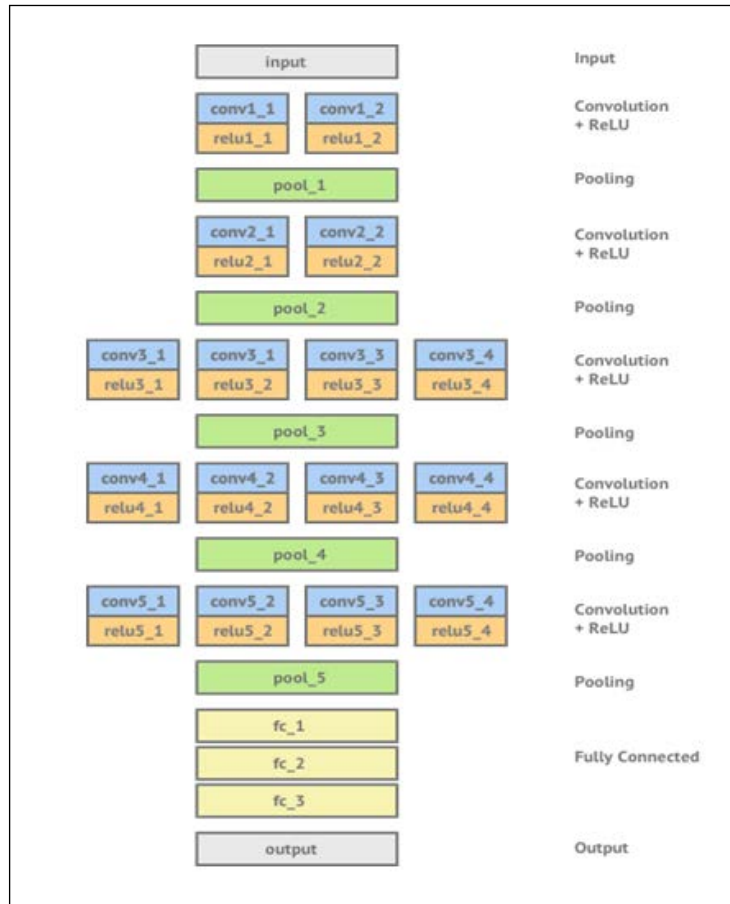 input Input
conv1_1 conv1_2 Convolution
relu1_1 relu1_2 + ReLU
pool_1 Pooling
conv2_1 conv2_2 Convolution
relu2_1 relu2_2 + ReLU
pool_2 Pooling
conv3_1 conv3_1 conv3_3 conv3_4 Convolution
relu3_1 relu3_2 relu3_3 relu3_4 + ReLU
pool_3 Pooling
conv4_1 conv4_2 conv4_3 conv4_4 Convolution
relu4_1 relu4_2 relu4_3 relu4_4 + ReLU
pool_4 Pooling
conv5_1 conv5_2 conv5_3 conv5_4 Convolution
relu5_1 relu5_2 relu5_3 relu5_4 + ReLU
pool_5 Pooling
fc_1
fc_2 Fully Connected
fc_3
output Output